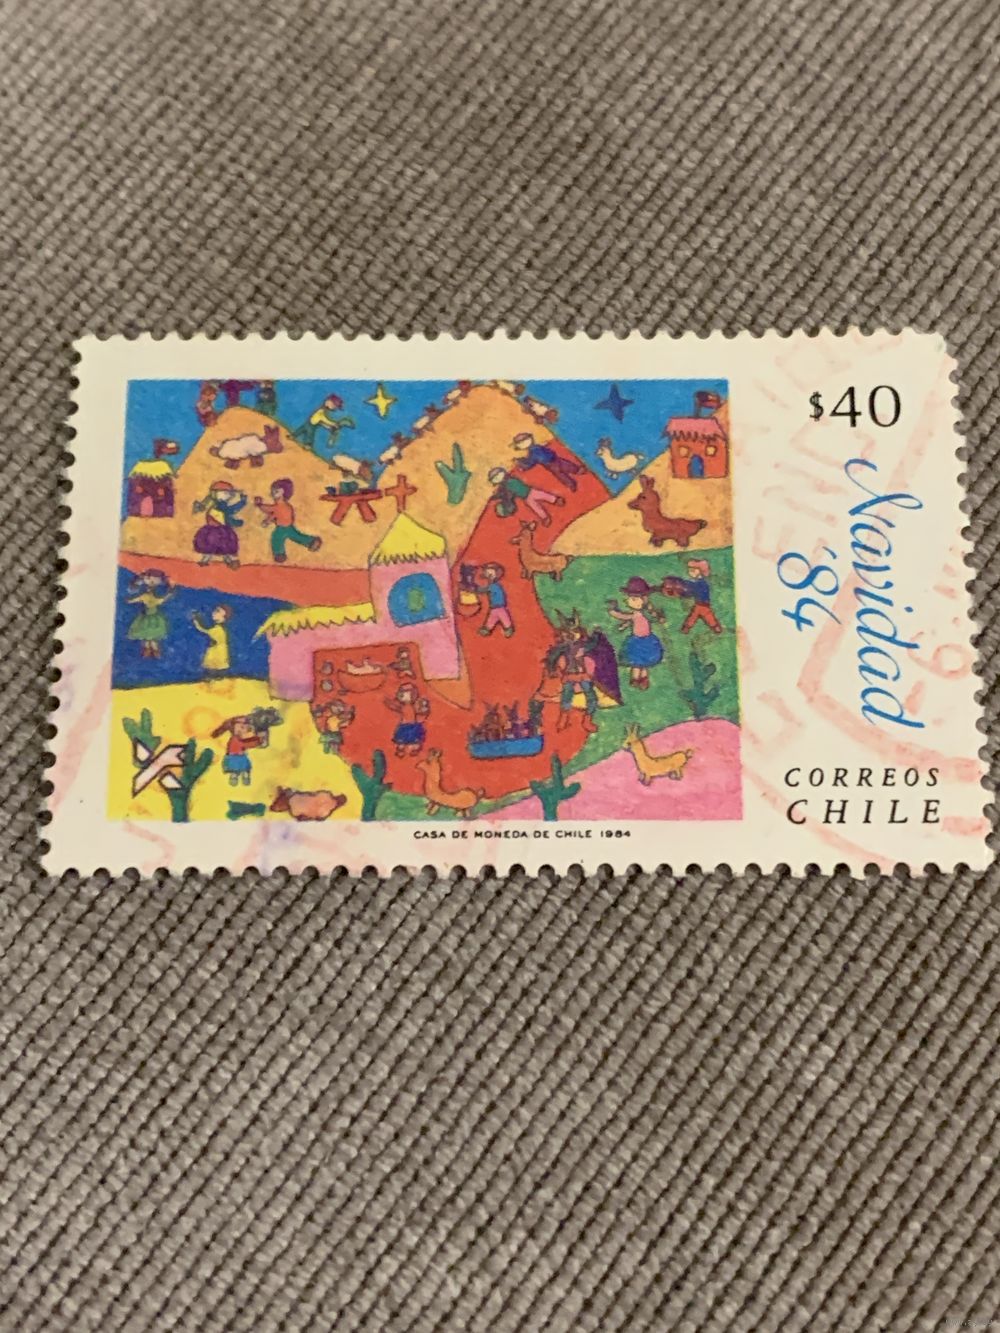 $40
Navidad
'84
CORREOS
CHILE
CASA DE MONEDA DE CHILE 1984